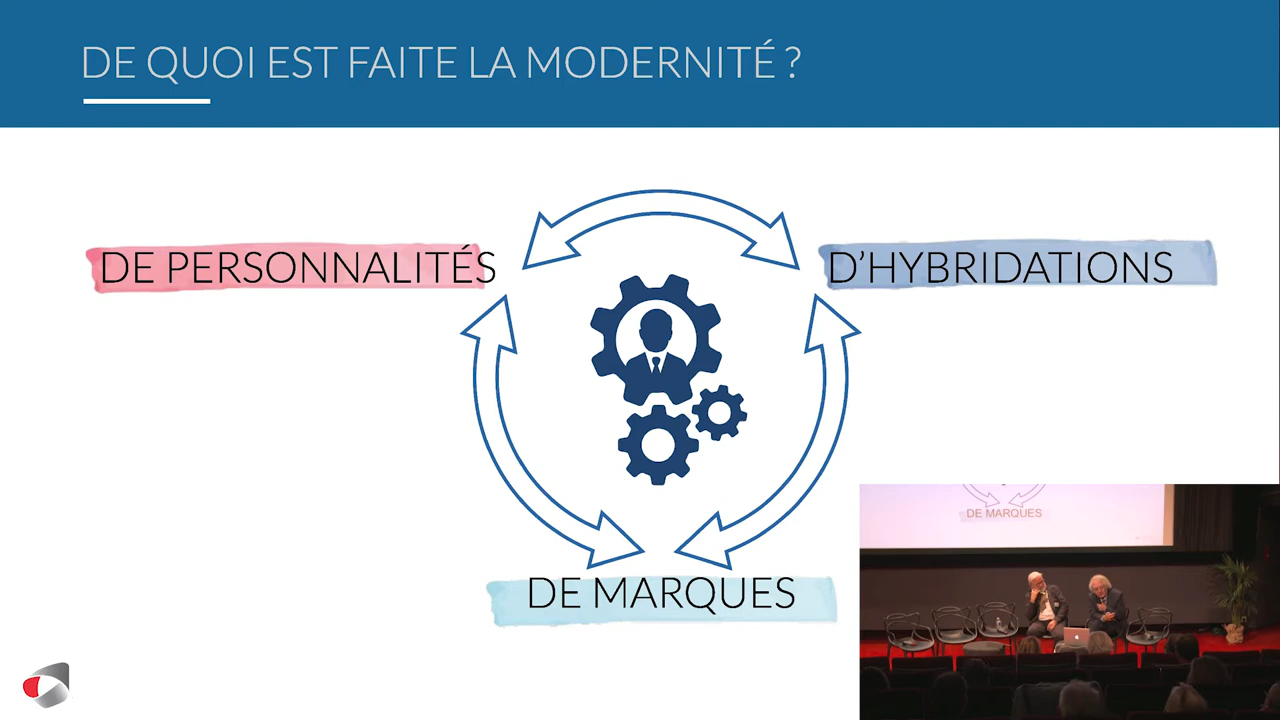 DE QUOI EST FAITE LA MODERNITÉ ?
DE PERSONNALITÉS
D’HYBRIDATIONS
DE MARQUES
DE MARQUES